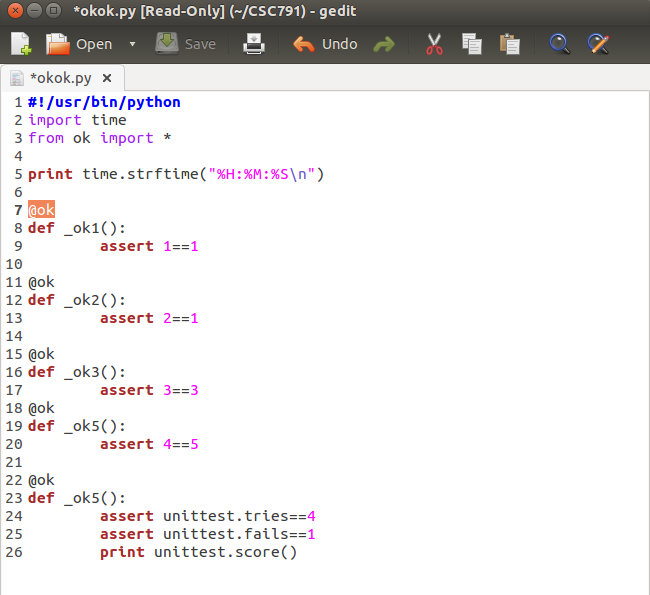 *okok.py [Read-Only] (~/CSC791) - gedit
Open Save Undo
*okok.py ×
1 #!/usr/bin/python
2 import time
3 from ok import *
4
5 print time.strftime("%H:%M:%S\n")
6
7 @ok
8 def _ok1():
9         assert 1==1
10
11 @ok
12 def _ok2():
13         assert 2==1
14
15 @ok
16 def _ok3():
17         assert 3==3
18 @ok
19 def _ok5():
20         assert 4==5
21
22 @ok
23 def _ok5():
24         assert unittest.tries==4
25         assert unittest.fails==1
26         print unittest.score()